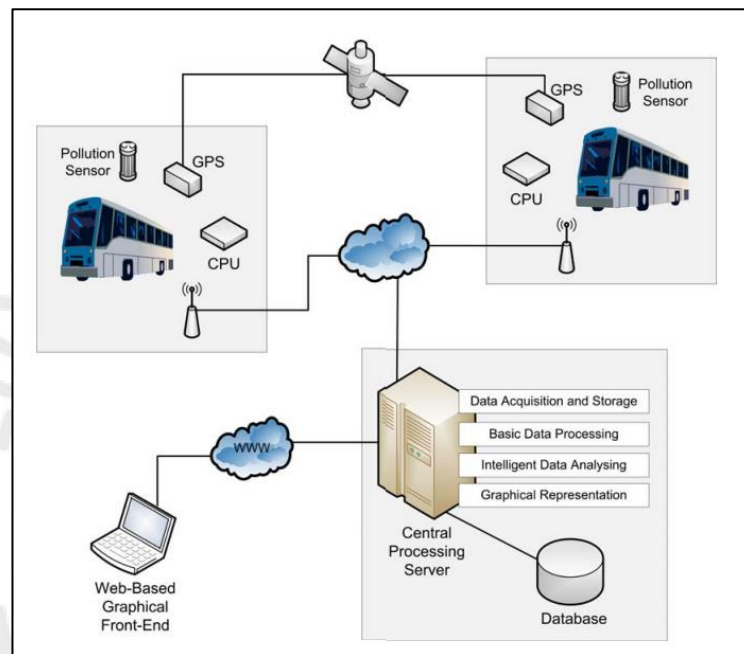 GPS
Pollution
Sensor
CPU
Pollution
Sensor
GPS
CPU
Data Acquisition and Storage
Basic Data Processing
Intelligent Data Analysing
Graphical Representation
WWW
Central
Processing
Server
Web-Based
Graphical
Front-End
Database